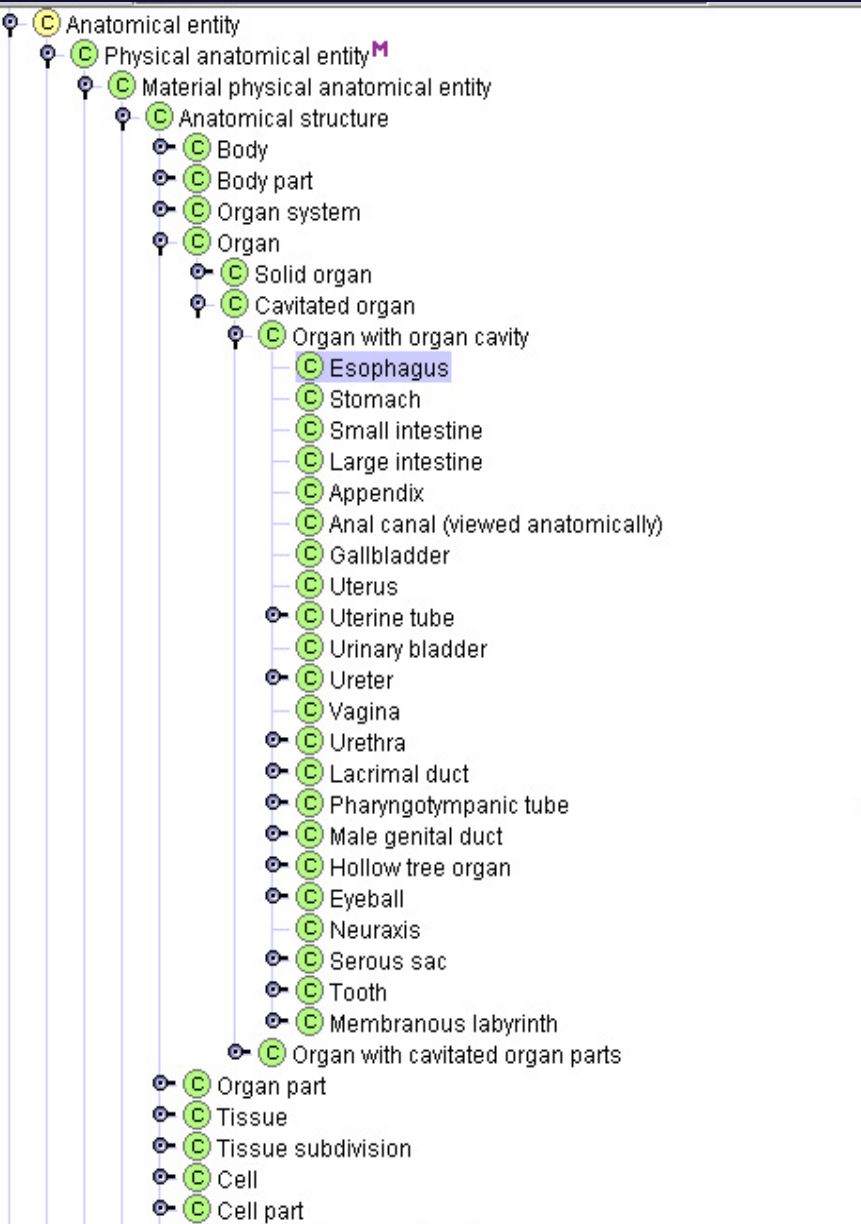 C Anatomical entity
C Physical anatomical entity M
C Material physical anatomical entity
C Anatomical structure
C Body
C Body part
C Organ system
C Organ
C Solid organ
C Cavitated organ
C Organ with organ cavity
C Esophagus
C Stomach
C Small intestine
C Large intestine
C Appendix
C Anal canal (viewed anatomically)
C Gallbladder
C Uterus
C Uterine tube
C Urinary bladder
C Ureter
C Vagina
C Urethra
C Lacrimal duct
C Pharyngotympanic tube
C Male genital duct
C Hollow tree organ
C Eyeball
C Neuraxis
C Serous sac
C Tooth
C Membranous labyrinth
C Organ with cavitated organ parts
C Organ part
C Tissue
C Tissue subdivision
C Cell
C Cell part